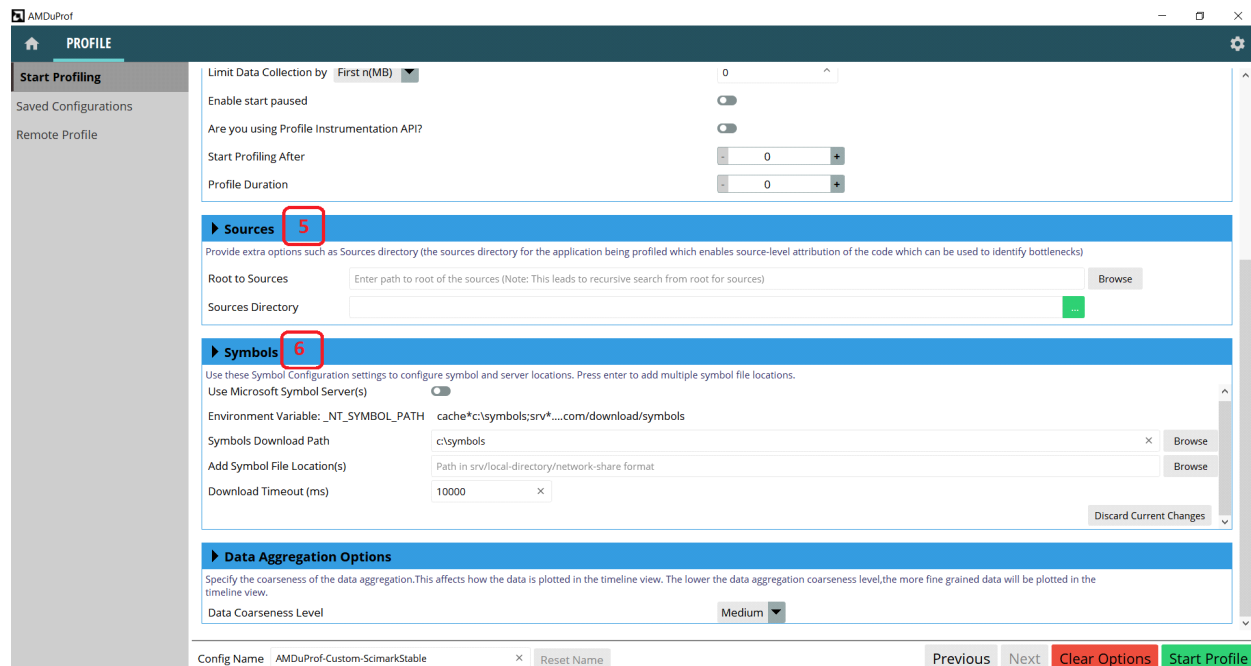 AMDuProf
PROFILE
Start Profiling
Saved Configurations
Remote Profile
Limit Data Collection by First n(MB) 0
Enable start paused
Are you using Profile Instrumentation API?
Start Profiling After - 0 +
Profile Duration - 0 +
Sources 5
Provide extra options such as Sources directory (the sources directory for the application being profiled which enables source-level attribution of the code which can be used to identify bottlenecks)
Root to Sources Enter path to root of the sources (Note: This leads to recursive search from root for sources) Browse
Sources Directory ...
Symbols 6
Use these Symbol Configuration settings to configure symbol and server locations. Press enter to add multiple symbol file locations.
Use Microsoft Symbol Server(s)
Environment Variable: _NT_SYMBOL_PATH cache*c:\symbols;srv*....com/download/symbols
Symbols Download Path c:\symbols × Browse
Add Symbol File Location(s) Path in srv/local-directory/network-share format Browse
Download Timeout (ms) 10000 ×
Discard Current Changes
Data Aggregation Options
Specify the coarseness of the data aggregation.This affects how the data is plotted in the timeline view. The lower the data aggregation coarseness level,the more fine grained data will be plotted in the
timeline view.
Data Coarseness Level Medium
Config Name AMDuProf-Custom-ScimarkStable × Reset Name Previous Next Clear Options Start Profile